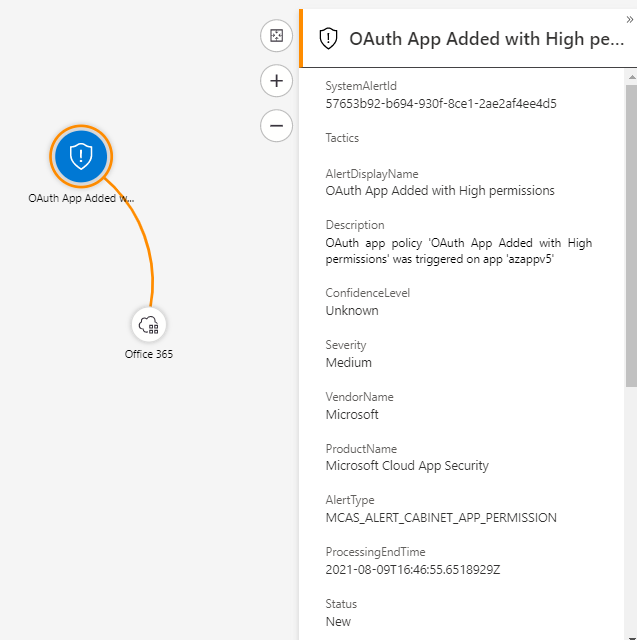 OAuth App Added w...
Office 365
OAuth App Added with High pe...
SystemAlertId
57653b92-b694-930f-8ce1-2ae2af4ee4d5
Tactics
AlertDisplayName
OAuth App Added with High permissions
Description
OAuth app policy 'OAuth App Added with High
permissions' was triggered on app 'azappv5'
ConfidenceLevel
Unknown
Severity
Medium
VendorName
Microsoft
ProductName
Microsoft Cloud App Security
AlertType
MCAS_ALERT_CABINET_APP_PERMISSION
ProcessingEndTime
2021-08-09T16:46:55.6518929Z
Status
New